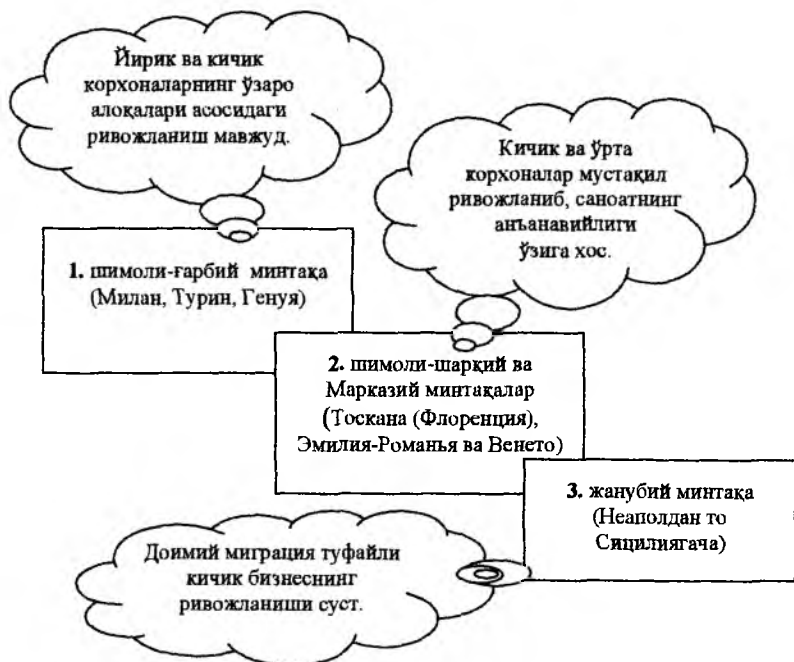 Йирик ва кичик
корхоналарнинг ўзаро
алоқалари асосидаги
ривожланиш мавжуд.
Кичик ва ўрта
корхоналар мустақил
ривожланиб, саноатнинг
анъанавийлиги
ўзига хос.
1. шимоли-ғарбий минтақа
(Милан, Турин, Генуя)
2. шимоли-шарқий ва
Марказий минтақалар
(Тоскана (Флоренция),
Эмилия-Романья ва Венето)
3. жанубий минтақа
(Неаполдан то
Сицилиягача)
Доимий миграция туфайли
кичик бизнеснинг
ривожланиши суст.